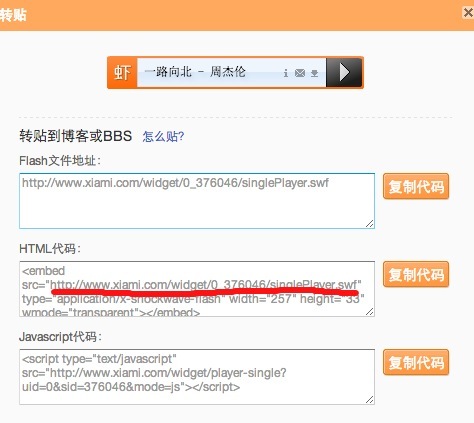 转贴
虾 一路向北 - 周杰伦
转贴到博客或BBS 怎么贴?
Flash文件地址:
http://www.xiami.com/widget/0_376046/singlePlayer.swf
复制代码
HTML代码:
<embed
src="http://www.xiami.com/widget/0_376046/singlePlayer.swf"
type="application/x-shockwave-flash" width="257" height="33"
wmode="transparent"></embed>
复制代码
Javascript代码:
<script type="text/javascript"
src="http://www.xiami.com/widget/player-single?
uid=0&sid=376046&mode=js"></script>
复制代码